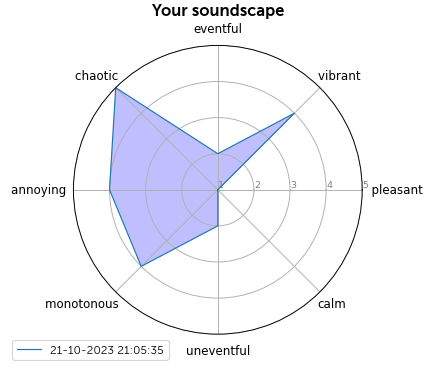 Your soundscape
eventful
chaotic
vibrant
annoying
1
2
3
4
5
pleasant
monotonous
calm
21-10-2023 21:05:35
uneventful